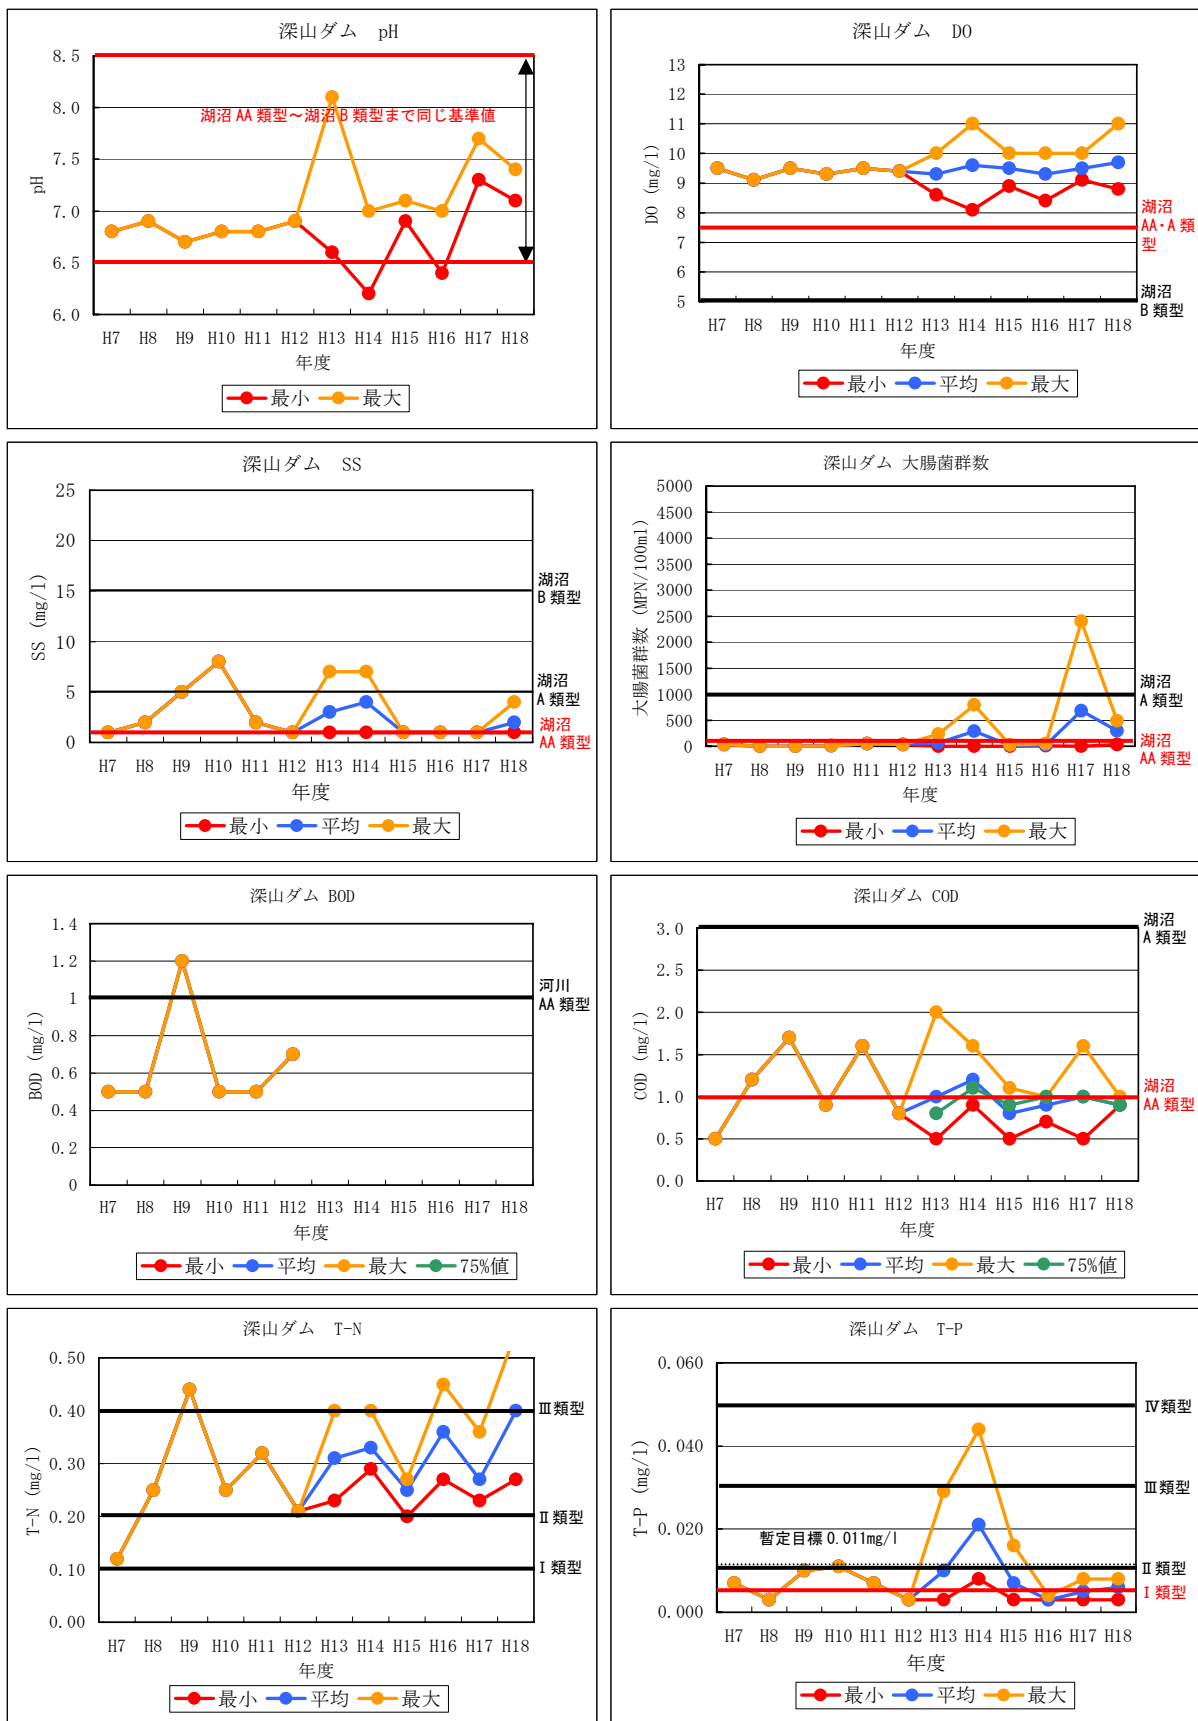 深山ダム　pH
8.5
8.0
7.5
7.0
6.5
6.0
pH
湖沼 AA 類型～湖沼 B 類型まで同じ基準値
H7 H8 H9 H10 H11 H12 H13 H14 H15 H16 H17 H18
年度
最小 最大
深山ダム　DO
13
12
11
10
9
8
7
6
5
DO (mg/l)
湖沼
AA・A 類
型
湖沼
B 類型
H7 H8 H9 H10 H11 H12 H13 H14 H15 H16 H17 H18
年度
最小 平均 最大
深山ダム　SS
25
20
15
10
5
0
SS (mg/l)
湖沼
B 類型
湖沼
A 類型
湖沼
AA 類型
H7 H8 H9 H10 H11 H12 H13 H14 H15 H16 H17 H18
年度
最小 平均 最大
深山ダム 大腸菌群数
5000
4500
4000
3500
3000
2500
2000
1500
1000
500
0
大腸菌群数 (MPN/100ml)
湖沼
A 類型
湖沼
AA 類型
H7 H8 H9 H10 H11 H12 H13 H14 H15 H16 H17 H18
年度
最小 平均 最大
深山ダム BOD
1.4
1.2
1
0.8
0.6
0.4
0.2
0
BOD (mg/l)
河川
AA 類型
H7 H8 H9 H10 H11 H12 H13 H14 H15 H16 H17 H18
年度
最小 平均 最大 75%値
深山ダム COD
3.0
2.5
2.0
1.5
1.0
0.5
0.0
COD (mg/l)
湖沼
A 類型
湖沼
AA 類型
H7 H8 H9 H10 H11 H12 H13 H14 H15 H16 H17 H18
年度
最小 平均 最大 75%値
深山ダム　T-N
0.50
0.40
0.30
0.20
0.10
0.00
T-N (mg/l)
Ⅲ類型
Ⅱ類型
Ⅰ類型
H7 H8 H9 H10 H11 H12 H13 H14 H15 H16 H17 H18
年度
最小 平均 最大
深山ダム　T-P
0.060
0.040
0.020
0.000
T-P (mg/l)
暫定目標 0.011mg/l
Ⅳ類型
Ⅲ類型
Ⅱ類型
Ⅰ類型
H7 H8 H9 H10 H11 H12 H13 H14 H15 H16 H17 H18
年度
最小 平均 最大